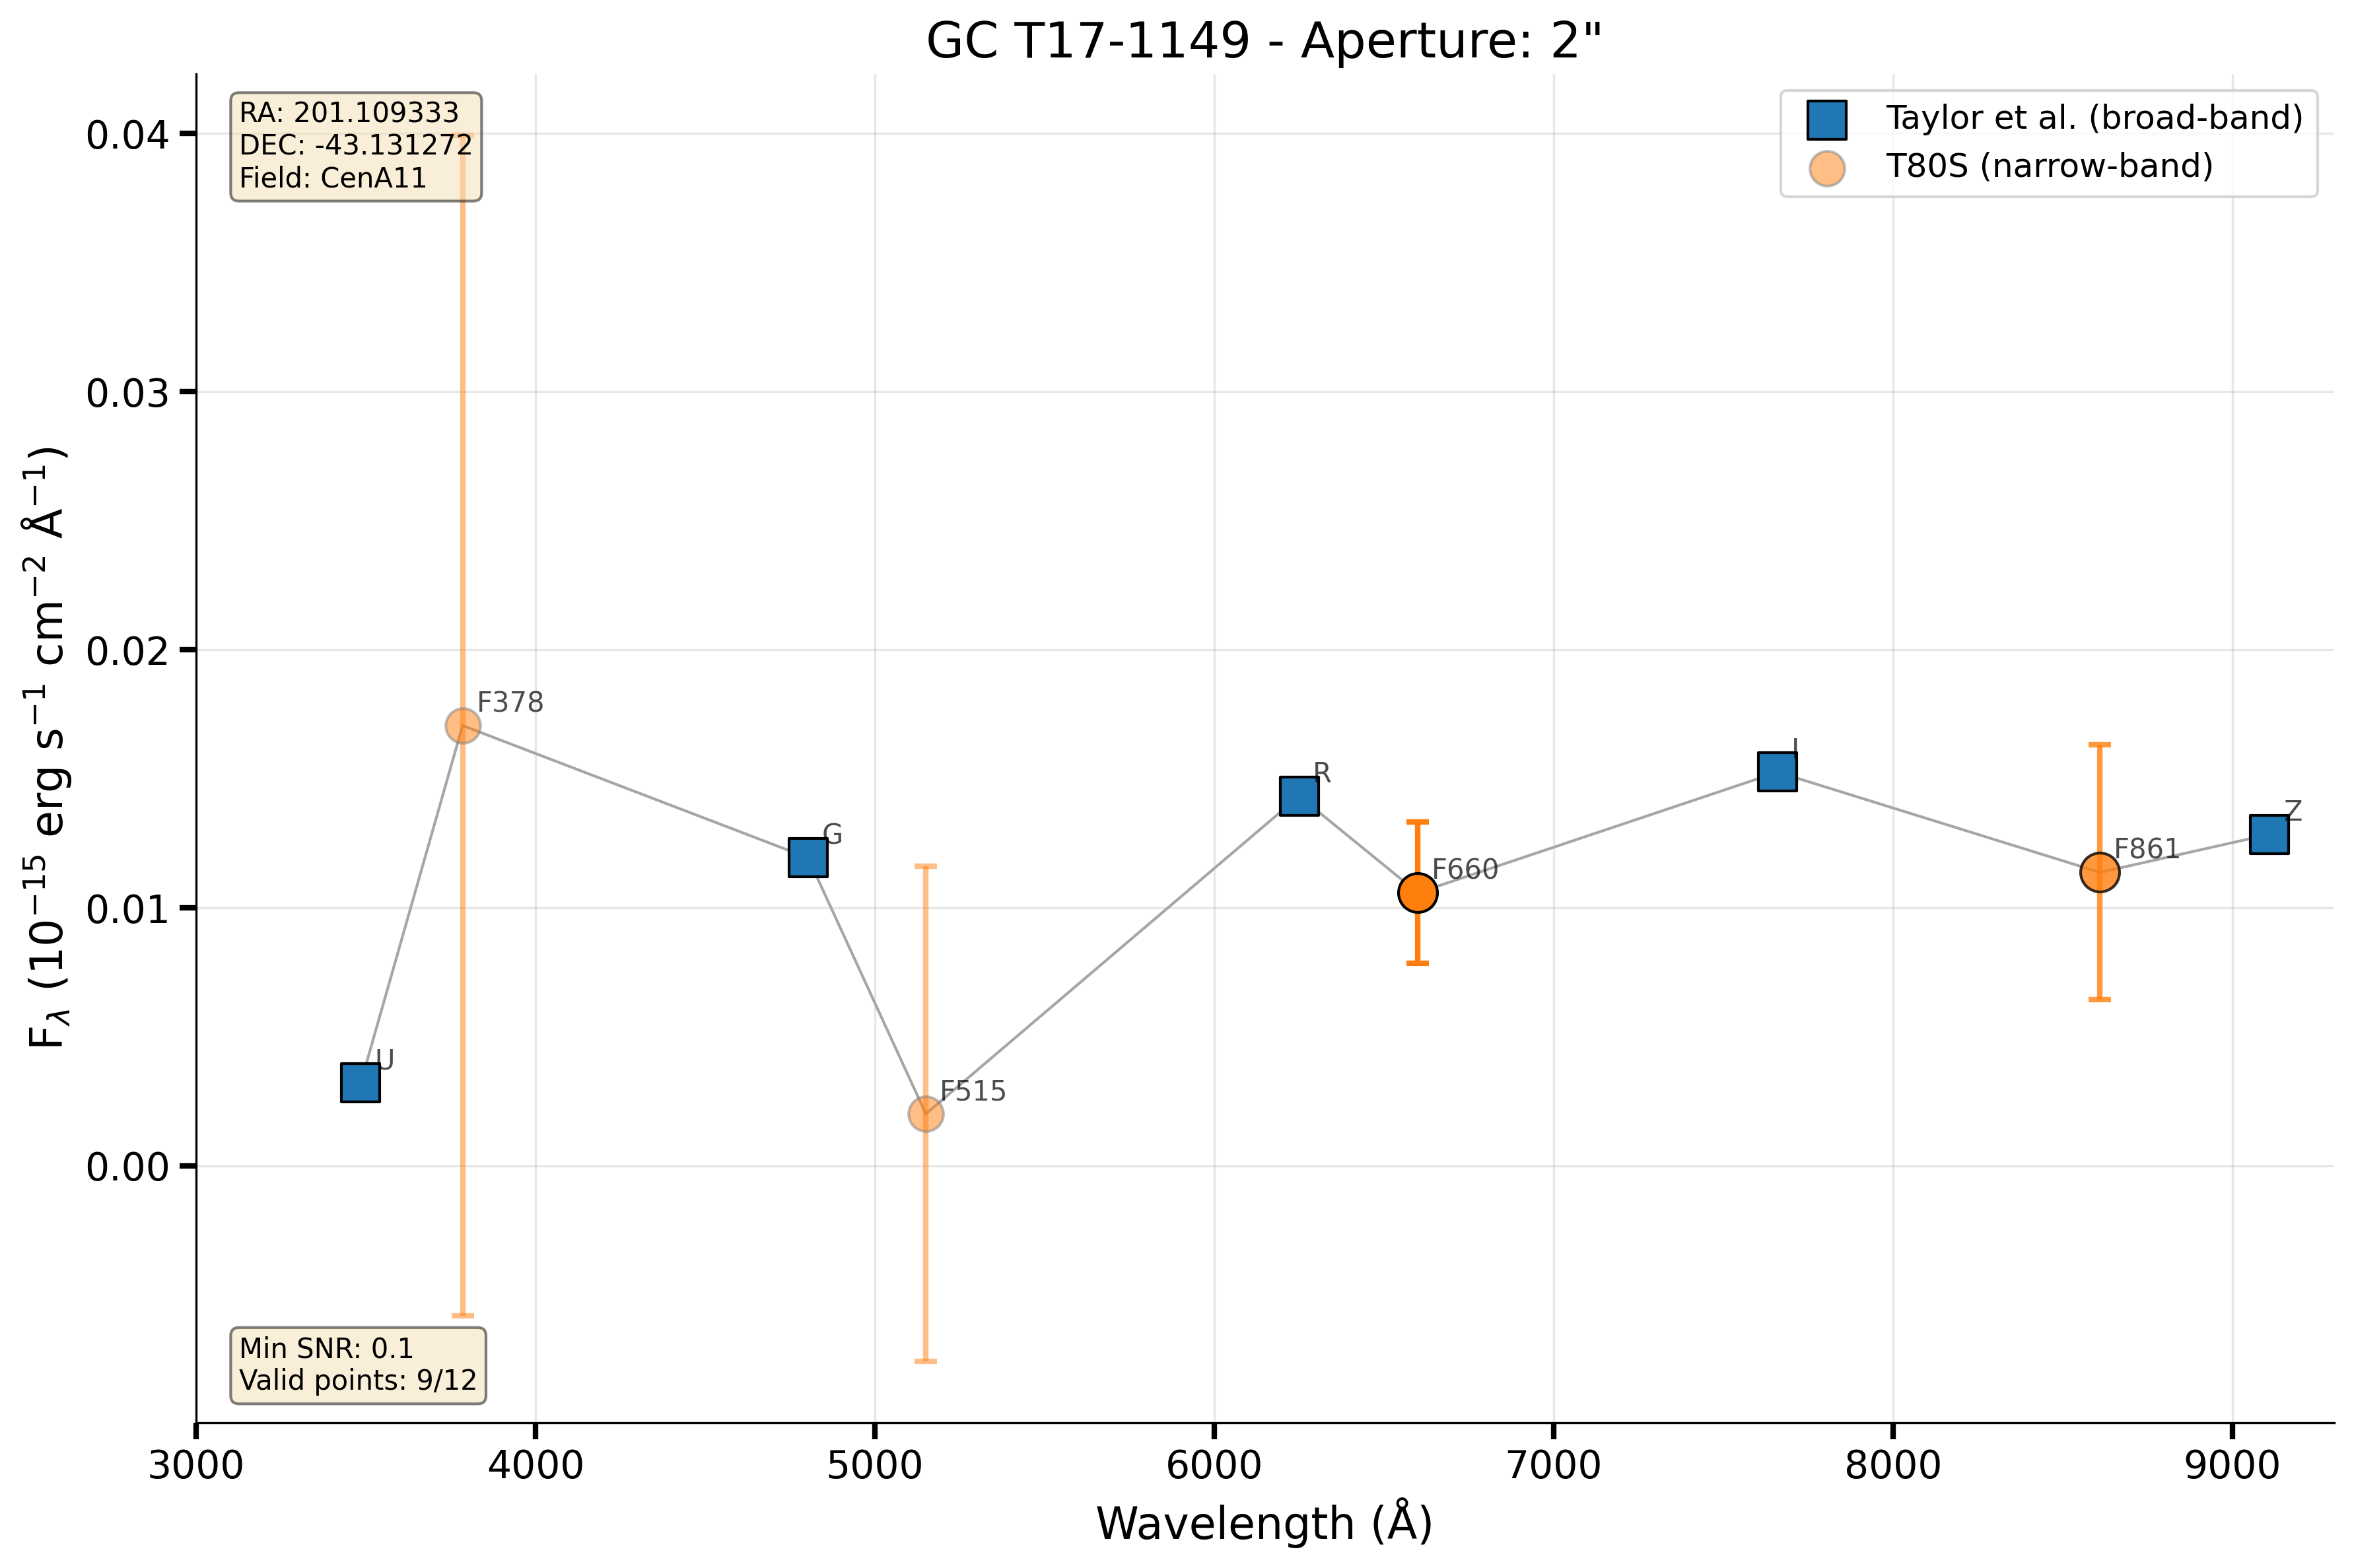 GC T17-1149 - Aperture: 2"
RA: 201.109333
DEC: -43.131272
Field: CenA11
Taylor et al. (broad-band)
T80S (narrow-band)
0.04
0.03
0.02
0.01
0.00
F$_λ$ (10$^{−15}$ erg s$^{−1}$ cm$^{−2}$ Å$^{−1}$)
U
F378
G
F515
R
F660
I
F861
Z
Min SNR: 0.1
Valid points: 9/12
3000 4000 5000 6000 7000 8000 9000
Wavelength (Å)